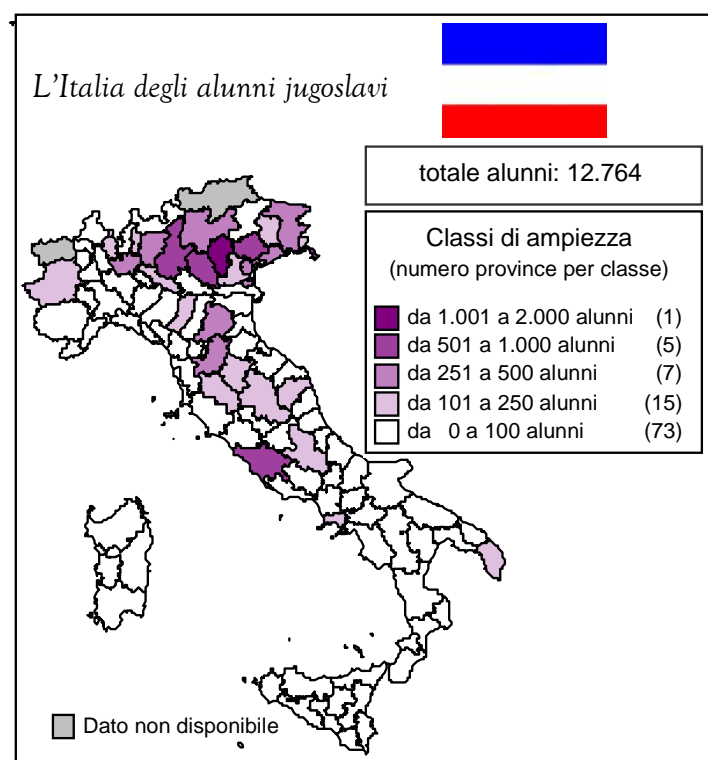 L'Italia degli alunni jugoslavi
totale alunni: 12.764
Classi di ampiezza
(numero province per classe)
da 1.001 a 2.000 alunni (1)
da 501 a 1.000 alunni (5)
da 251 a 500 alunni (7)
da 101 a 250 alunni (15)
da 0 a 100 alunni (73)
Dato non disponibile